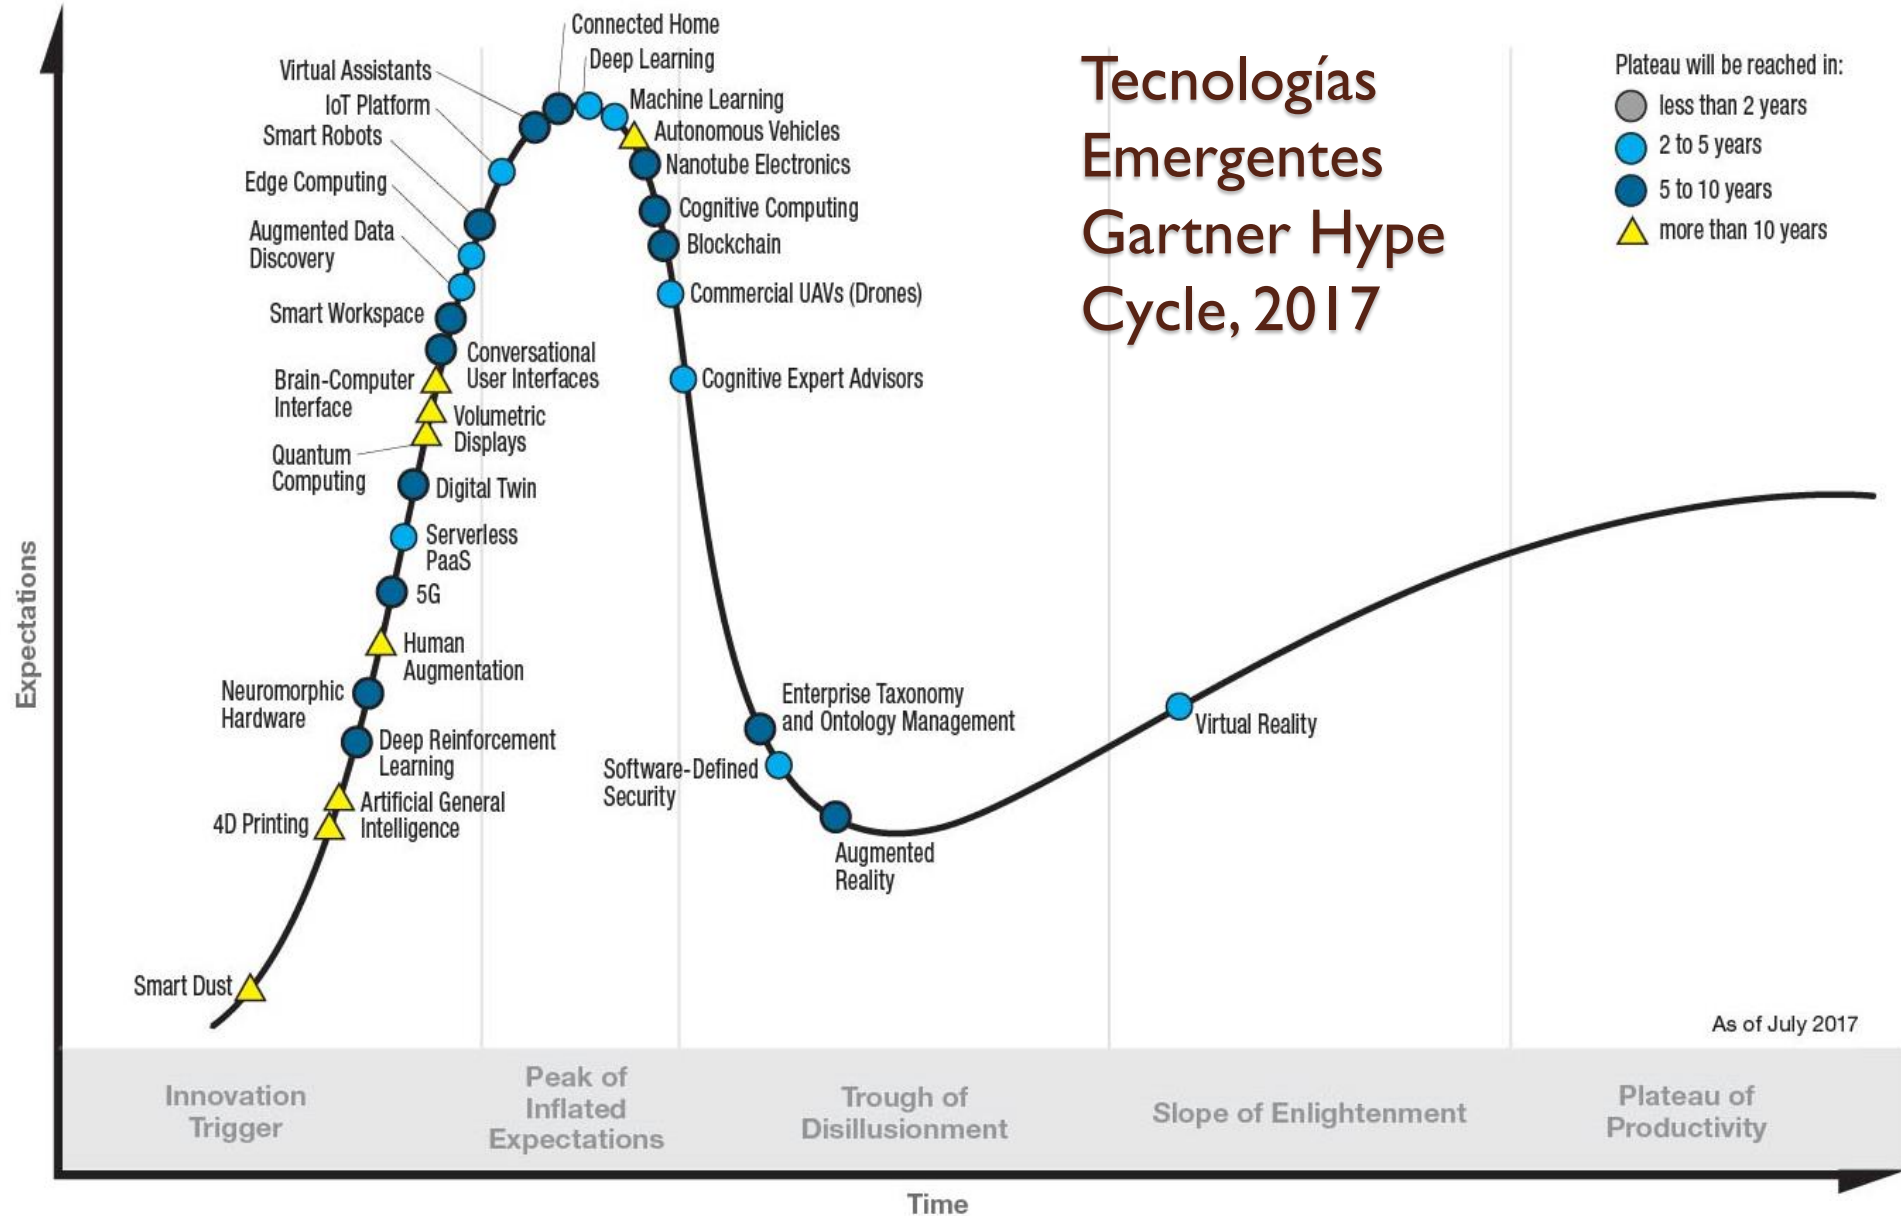 Connected Home
Deep Learning
Virtual Assistants
IoT Platform
Machine Learning
Smart Robots
Autonomous Vehicles
Nanotube Electronics
Edge Computing
Cognitive Computing
Augmented Data
Discovery
Blockchain
Commercial UAVs (Drones)
Smart Workspace
Conversational
User Interfaces
Cognitive Expert Advisors
Brain-Computer
Interface
Volumetric
Displays
Quantum
Computing
Digital Twin
Serverless
PaaS
5G
Human
Augmentation
Neuromorphic
Hardware
Deep Reinforcement
Learning
Artificial General
Intelligence
4D Printing
Smart Dust
Enterprise Taxonomy
and Ontology Management
Software-Defined
Security
Augmented
Reality
Virtual Reality
Tecnologías
Emergentes
Gartner Hype
Cycle, 2017
Plateau will be reached in:
less than 2 years
2 to 5 years
5 to 10 years
more than 10 years
As of July 2017
Expectations
Innovation
Trigger
Peak of
Inflated
Expectations
Trough of
Disillusionment
Slope of Enlightenment
Plateau of
Productivity
Time